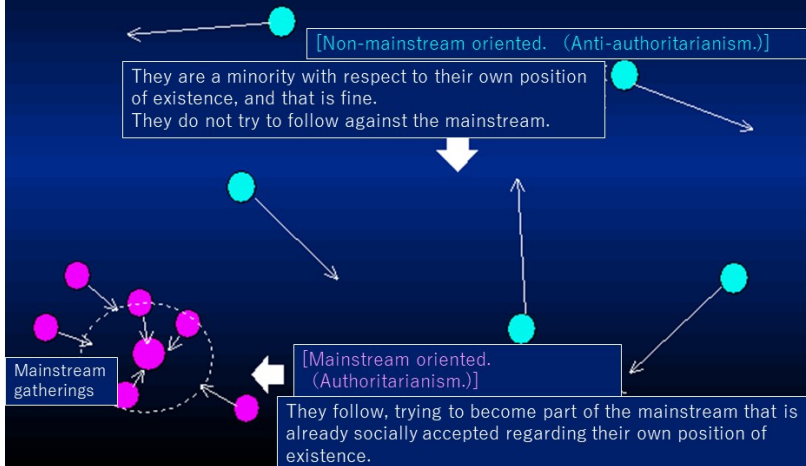 [Non-mainstream oriented. （Anti-authoritarianism.)]
They are a minority with respect to their own position
of existence, and that is fine.
They do not try to follow against the mainstream.
Mainstream
gatherings
[Mainstream oriented.
（Authoritarianism.)]
They follow, trying to become part of the mainstream that is
already socially accepted regarding their own position of
existence.